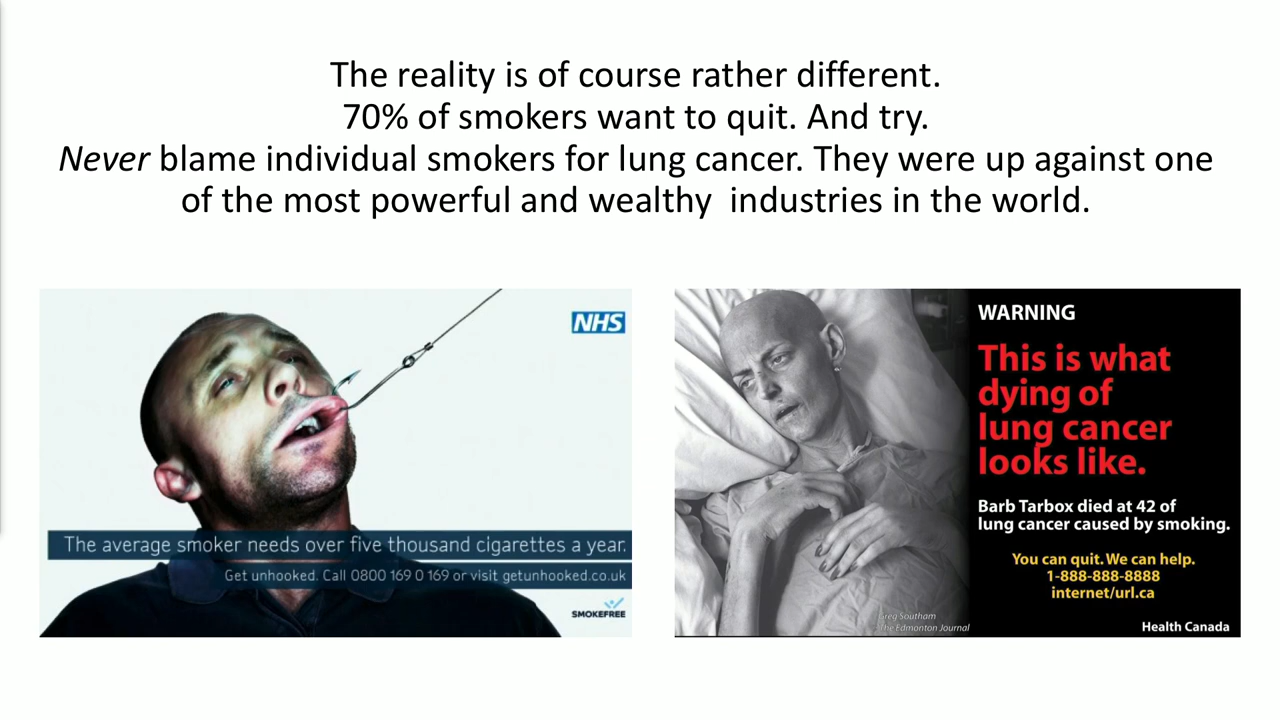 The reality is of course rather different.
70% of smokers want to quit. And try.
Never blame individual smokers for lung cancer. They were up against one
of the most powerful and wealthy  industries in the world.
NHS
The average smoker needs over five thousand cigarettes a year.
Get unhooked. Call 0800 169 0 169 or visit getunhooked.co.uk
SMOKEFREE
WARNING
This is what
dying of
lung cancer
looks like.
Barb Tarbox died at 42 of
lung cancer caused by smoking.
You can quit. We can help.
1-888-888-8888
internet/url.ca
Greg Southam
The Edmonton Journal
Health Canada